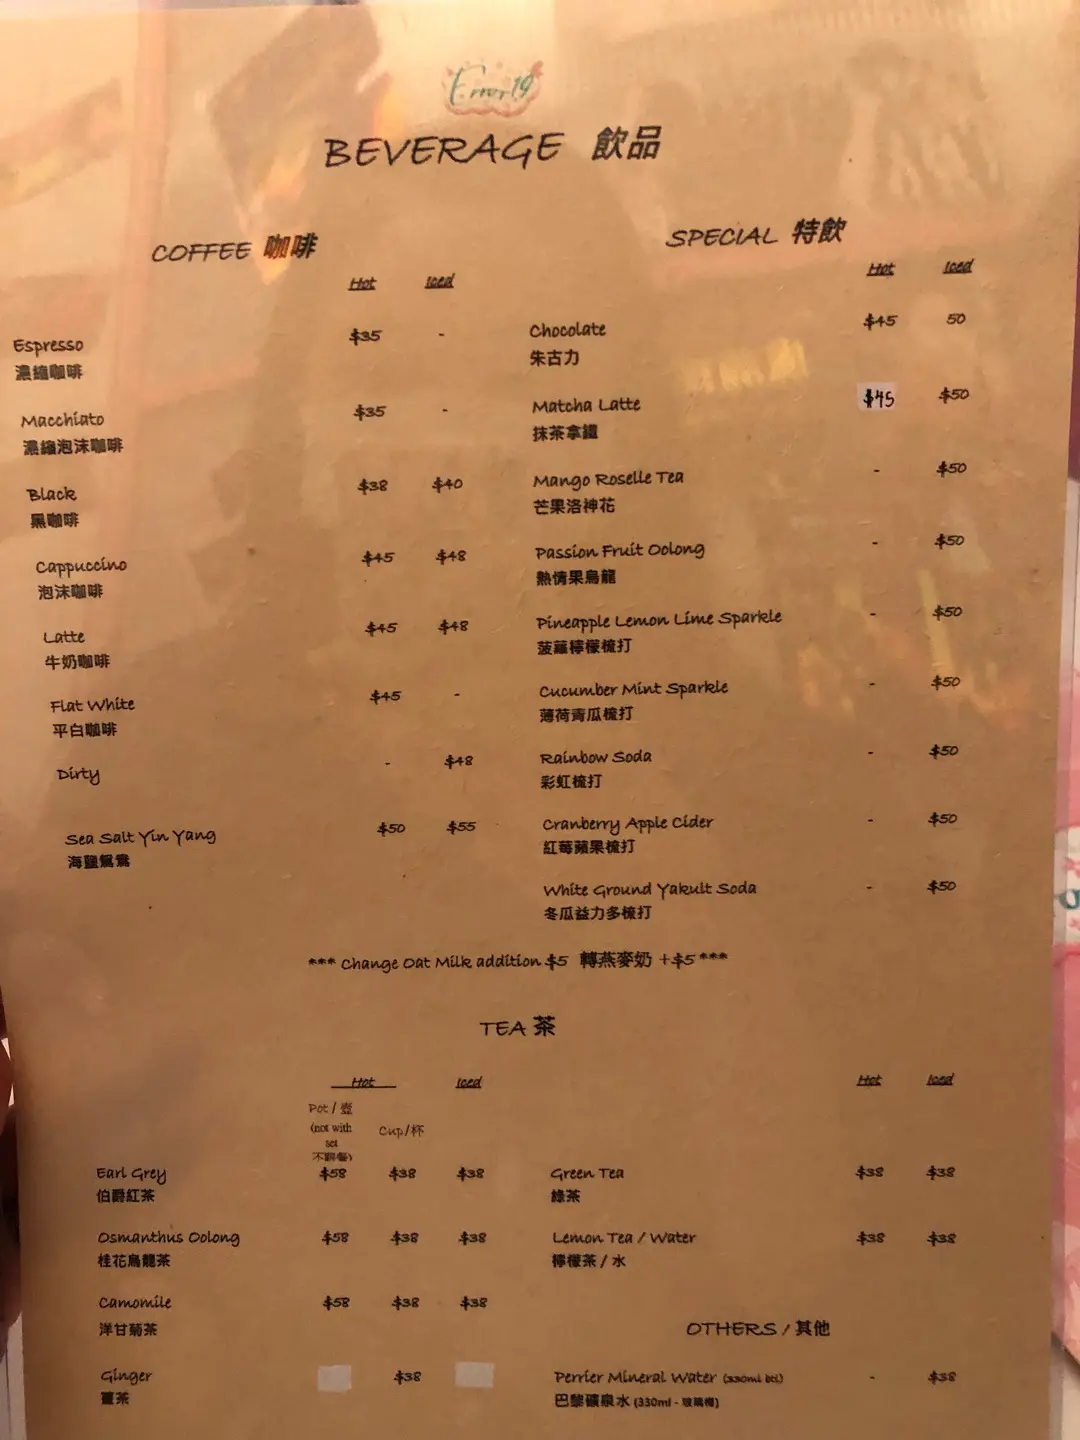 Error19
BEVERAGE 飲品
COFFEE 咖啡
Hot Iced
Espresso $35 -
濃縮咖啡
Macchiato $35 -
濃縮泡沫咖啡
Black $38 $40
黑咖啡
Cappuccino $45 $48
泡沫咖啡
Latte $45 $48
牛奶咖啡
Flat White $45 -
平白咖啡
Dirty - $48
Sea Salt Yin Yang $50 $55
海鹽鴛鴦
SPECIAL 特飲
Hot Iced
Chocolate $45 50
朱古力
Matcha Latte $45 $50
抹茶拿鐵
Mango Roselle Tea - $50
芒果洛神花
Passion Fruit Oolong - $50
熱情果烏龍
Pineapple Lemon Lime Sparkle - $50
菠蘿檸檬梳打
Cucumber Mint Sparkle - $50
薄荷青瓜梳打
Rainbow Soda - $50
彩虹梳打
Cranberry Apple Cider - $50
紅莓蘋果梳打
White Ground Yakult Soda - $50
冬瓜益力多梳打
*** Change Oat Milk addition $5 轉燕麥奶 +$5 ***
TEA 茶
Hot Iced
Pot / 壺
(not with
set
Cup/杯
Earl Grey $58 $38 $38
伯爵紅茶
Osmanthus Oolong $58 $38 $38
桂花烏龍茶
Camomile $58 $38 $38
洋甘菊茶
Ginger $38
薑茶
Hot Iced
Green Tea $38 $38
綠茶
Lemon Tea / Water $38 $38
檸檬茶 / 水
OTHERS / 其他
Perrier Mineral Water (330ml btl) - $38
巴黎礦泉水 (330ml - 玻璃樽)